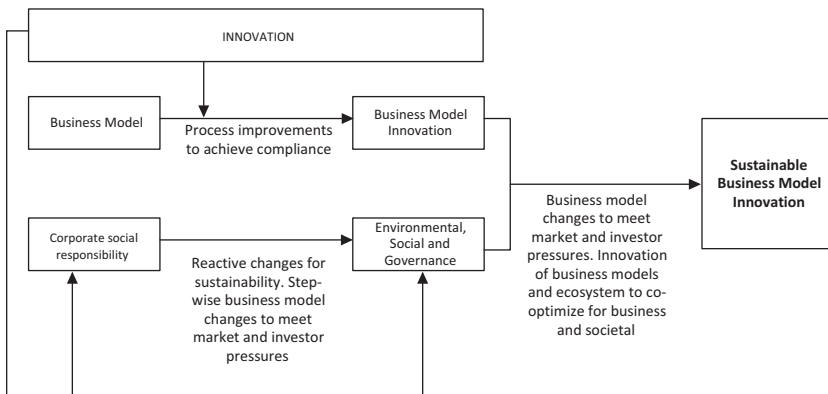 INNOVATION
Business Model
Process improvements
to achieve compliance
Business Model
Innovation
Sustainable
Business Model
Innovation
Corporate social
responsibility
Reactive changes for
sustainability. Step-
wise business model
changes to meet
market and investor
pressures
Environmental,
Social and
Governance
Business model
changes to meet
market and investor
pressures. Innovation
of business models
and ecosystem to co-
optimize for business
and societal